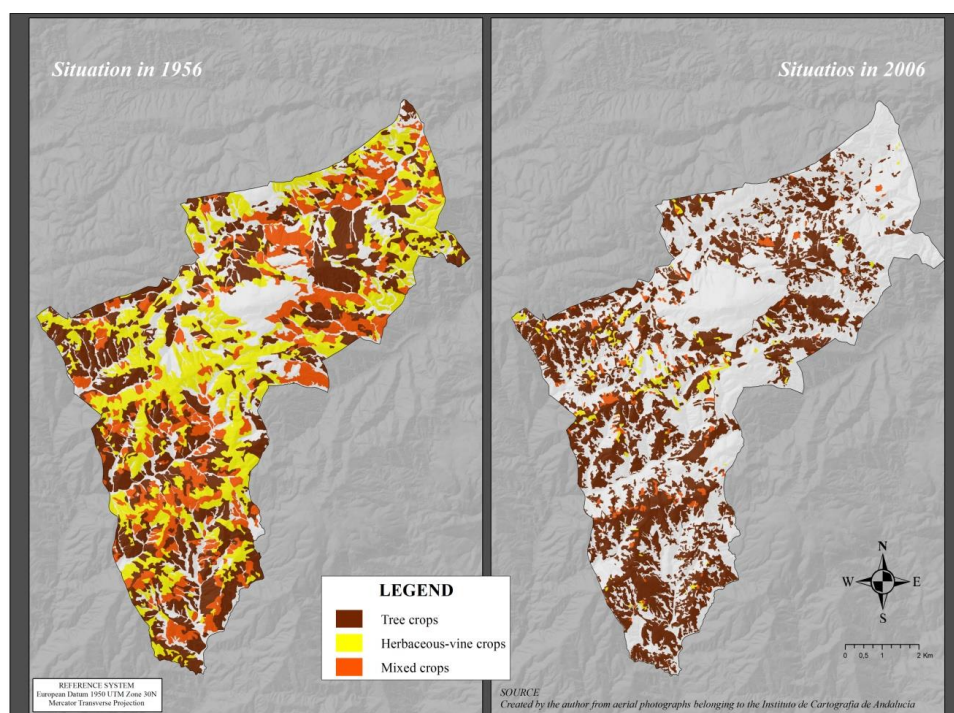 Situation in 1956
Situatios in 2006
LEGEND
Tree crops
Herbaceous-vine crops
Mixed crops
N
W E
S
0 0,5 1 2 Km
REFERENCE SYSTEM
European Datum 1950 UTM Zone 30N
Mercator Transverse Projection
SOURCE
Created by the author from aerial photographs belonging to the Instituto de Cartografía de Andalucia